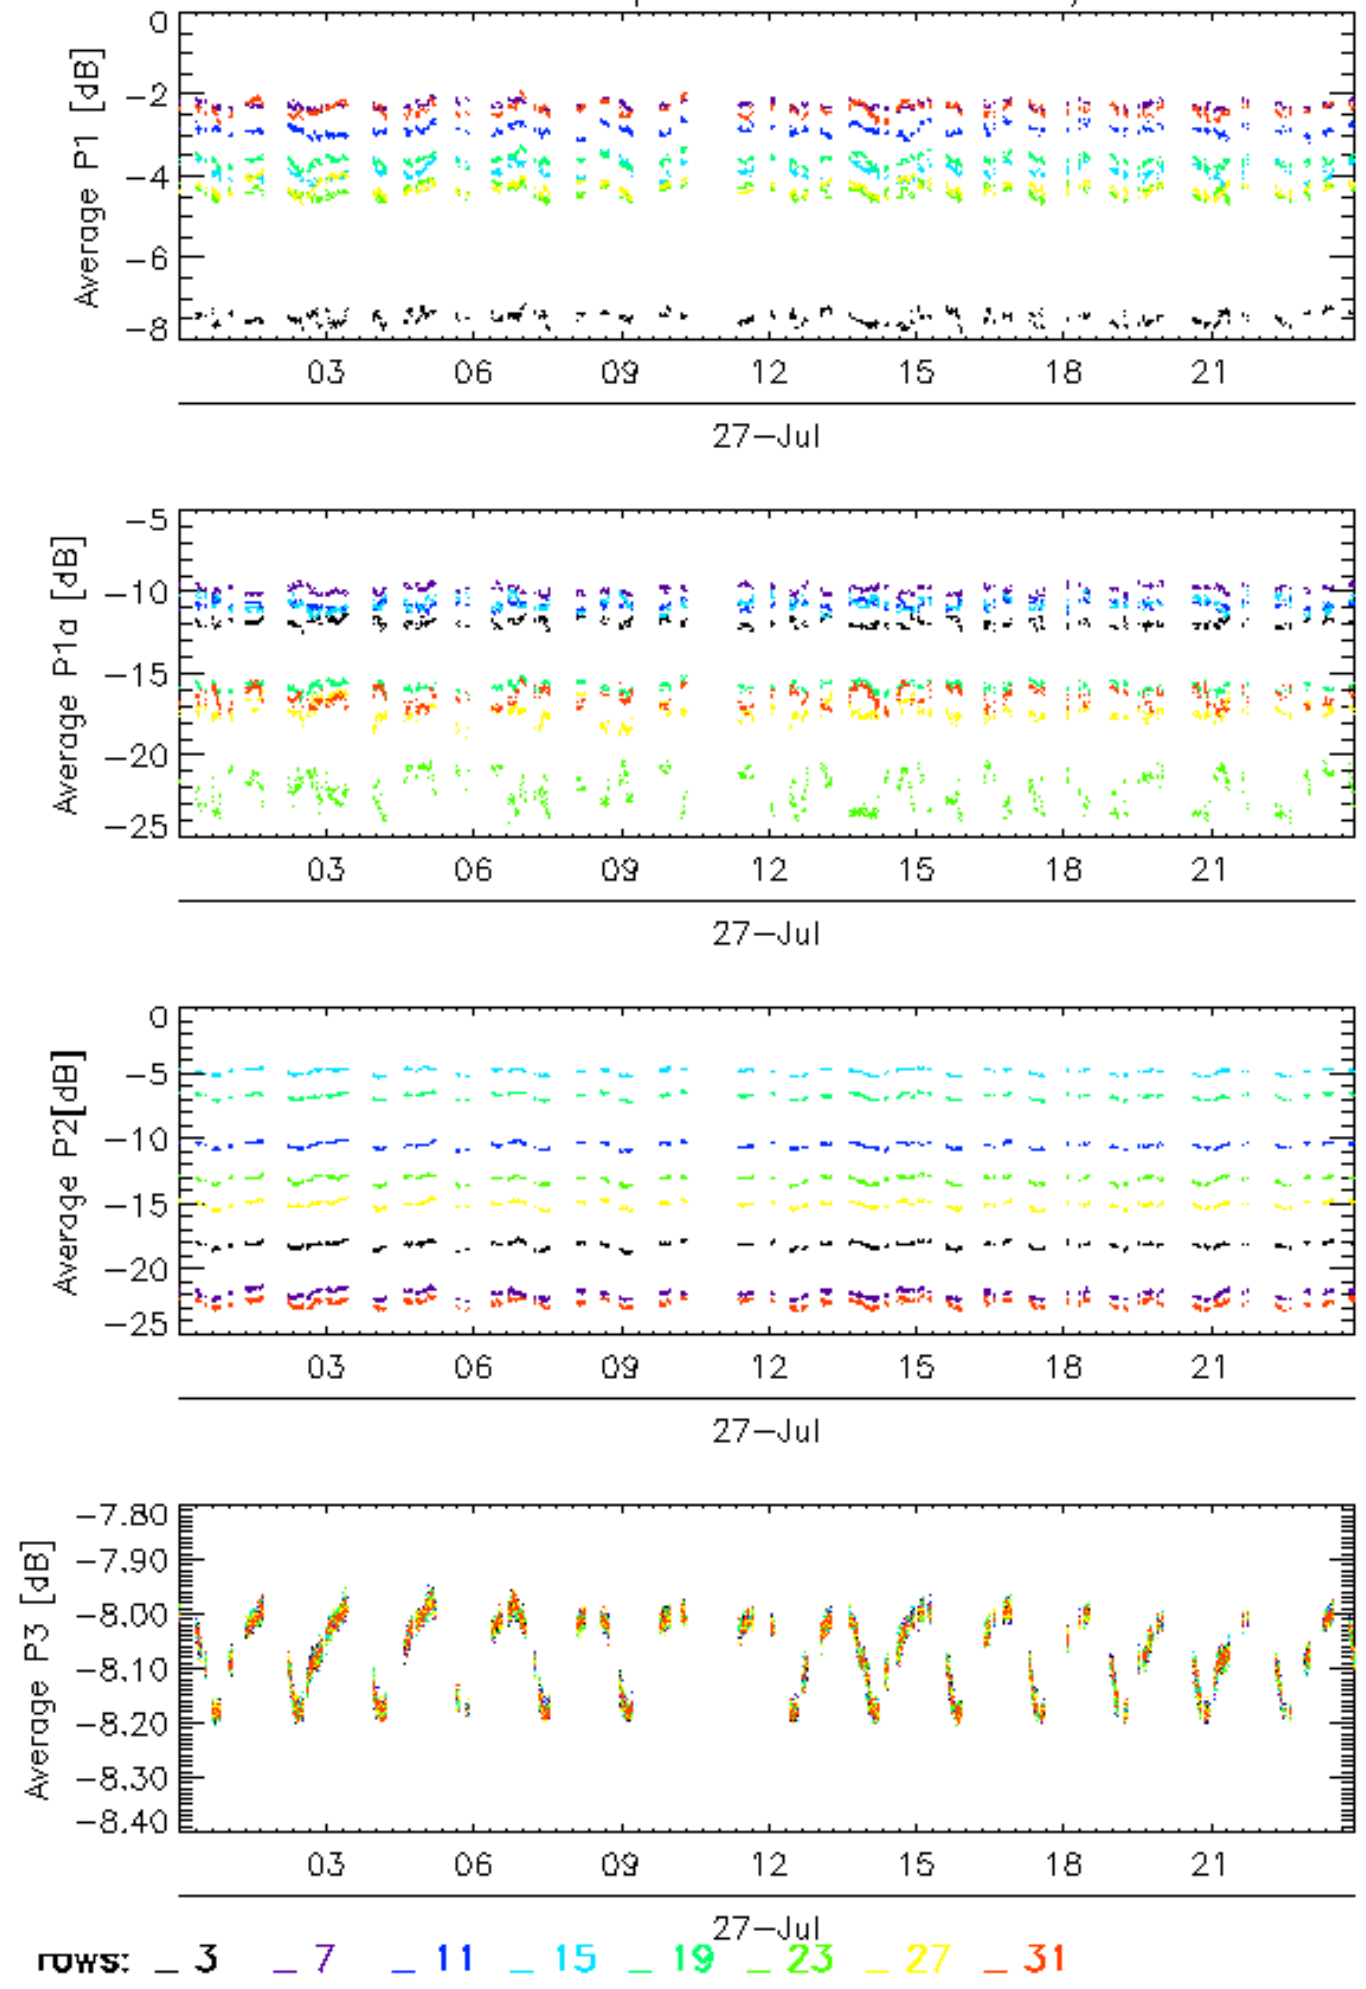 Average P1 [dB]
0
−2
−4
−6
−8
03 06 09 12 15 18 21
27−Jul
Average P1a [dB]
−5
−10
−15
−20
−25
03 06 09 12 15 18 21
27−Jul
Average P2[dB]
0
−5
−10
−15
−20
−25
03 06 09 12 15 18 21
27−Jul
Average P3 [dB]
−7.80
−7.90
−8.00
−8.10
−8.20
−8.30
−8.40
03 06 09 12 15 18 21
27−Jul
rows: _ 3 _ 7 _ 11 _ 15 _ 19 _ 23 _ 27 _ 31